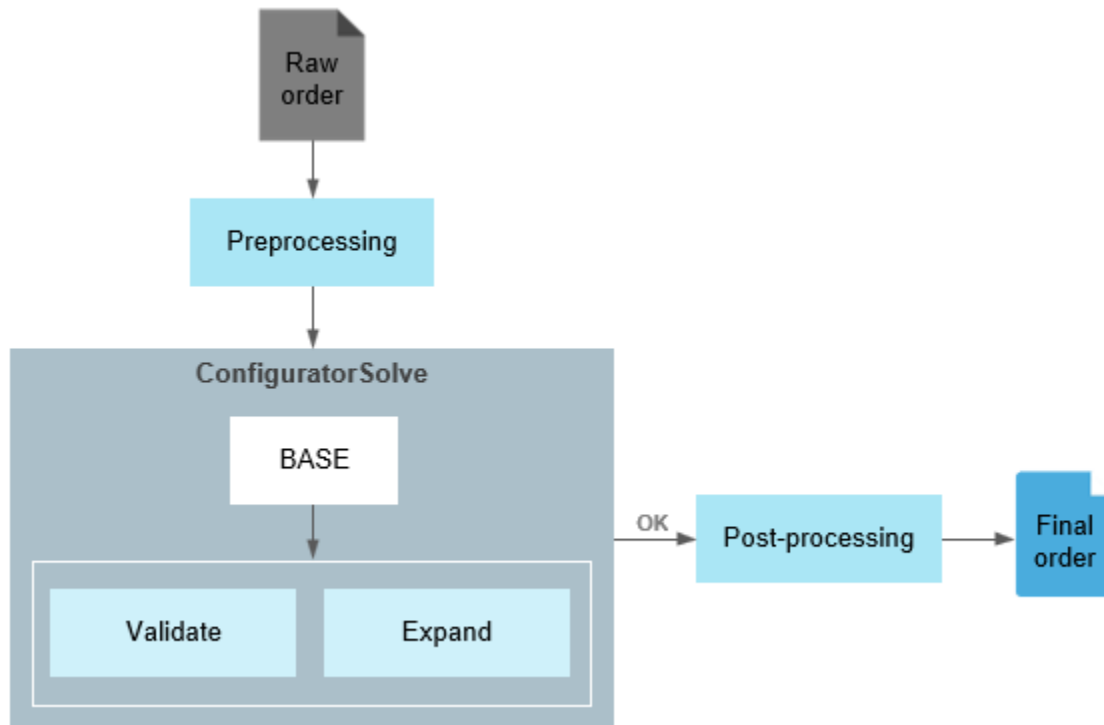 Raw
order
Preprocessing
ConfiguratorSolve
BASE
Validate
Expand
OK
Post-processing
Final
order